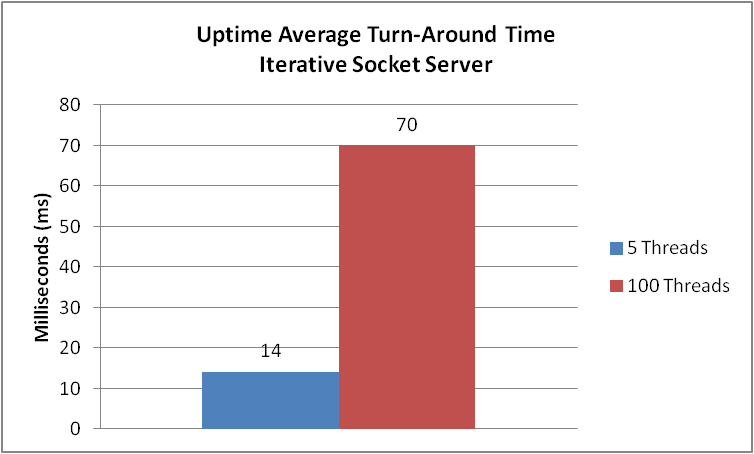 Uptime Average Turn-Around Time
Iterative Socket Server
Milliseconds (ms)
80
70
60
50
40
30
20
10
0
14
70
5 Threads
100 Threads